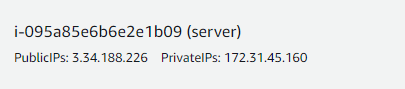 i-095a85e6b6e2e1b09 (server)
PublicIPs: 3.34.188.226 PrivateIPs: 172.31.45.160